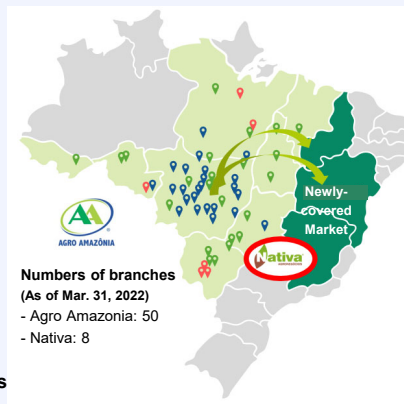 Newly-
covered
Market
AGRO AMAZÔNIA
Nativa
Numbers of branches
(As of Mar. 31, 2022)
- Agro Amazonia: 50
- Nativa: 8
s